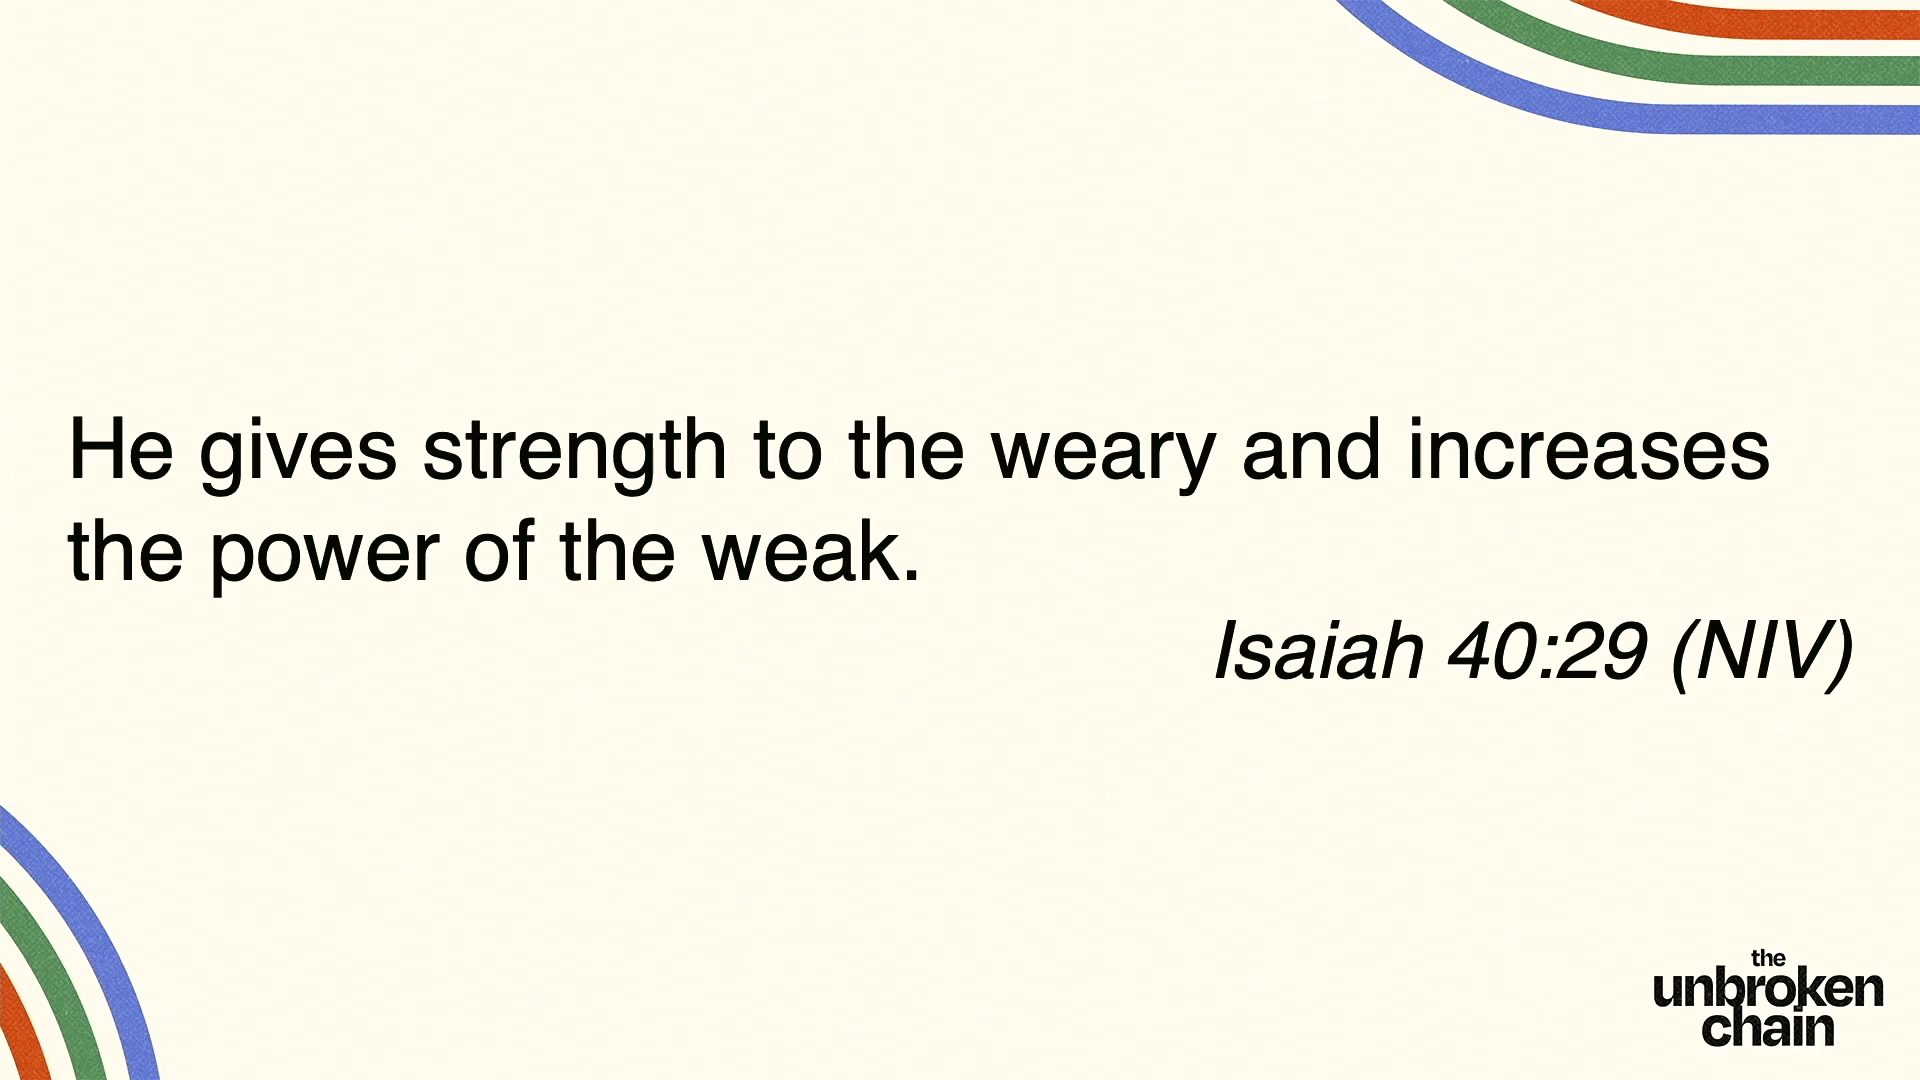 He gives strength to the weary and increases
the power of the weak.
Isaiah 40:29 (NIV)
the
unbroken
chain